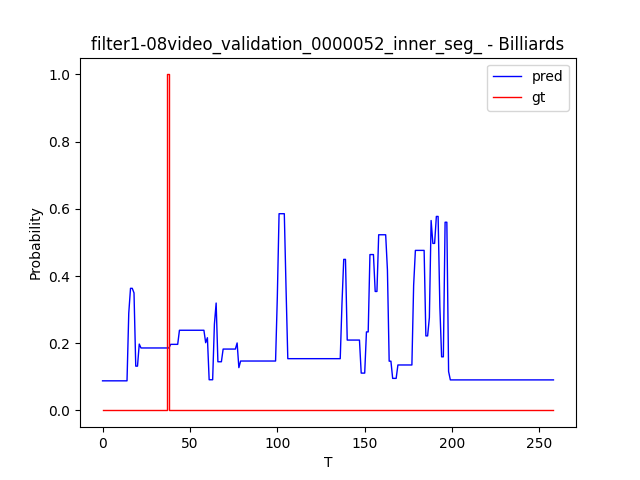 filter1-08video_validation_0000052_inner_seg_ - Billiards
pred
gt
1.0
0.8
0.6
0.4
0.2
0.0
Probability
0 50 100 150 200 250
T